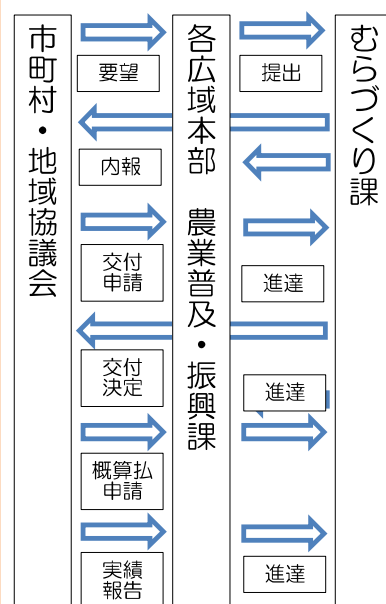 市町村・地域協議会
各広域本部 農業普及・振興課
むらづくり課
要望
提出
内報
交付
申請
進達
交付
決定
進達
概算払
申請
実績
報告
進達